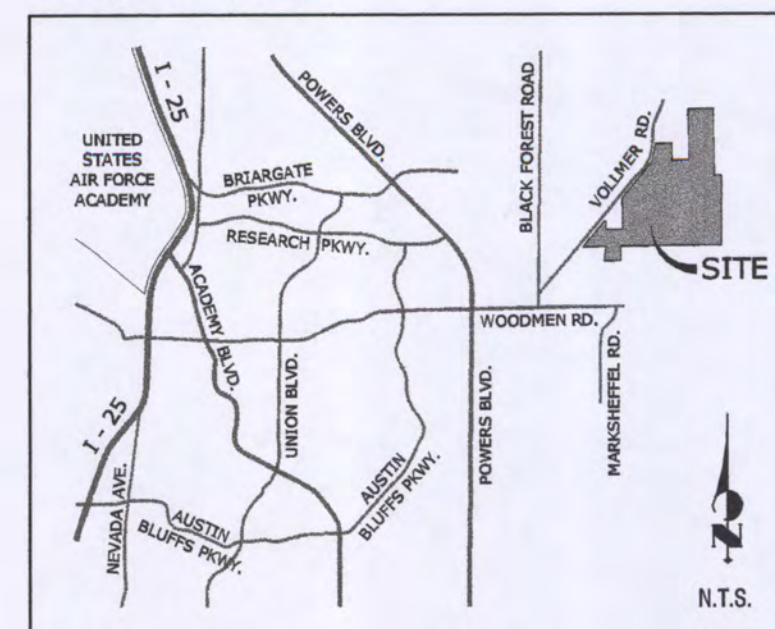 I - 25
UNITED
STATES
AIR FORCE
ACADEMY
POWERS BLVD.
BRIARGATE
PKWY.
RESEARCH PKWY.
BLACK FOREST ROAD
VOLLMER RD.
SITE
WOODMEN RD.
ACADEMY BLVD.
UNION BLVD.
POWERS BLVD.
MARKSHEFFEL RD.
I - 25
NEVADA AVE.
AUSTIN
BLUFFS PKWY.
AUSTIN
BLUFFS PKWY.
N
N.T.S.